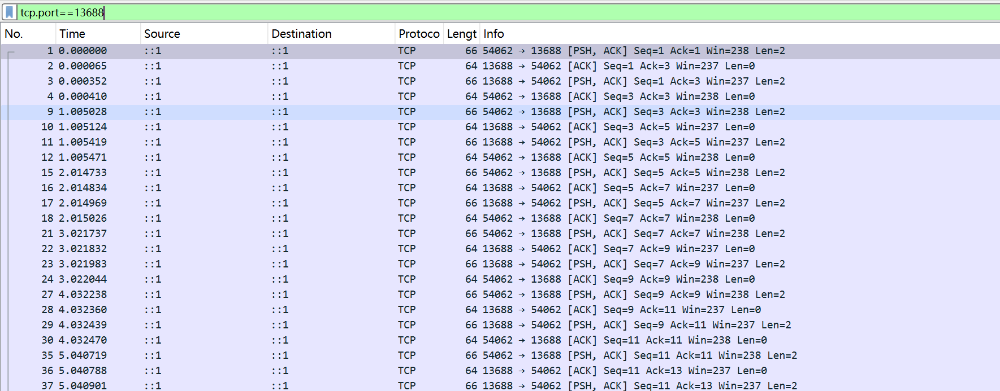 tcp.port==13688
No. Time Source Destination Protoco Lengt Info
1 0.000000 ::1 ::1 TCP 66 54062 → 13688 [PSH, ACK] Seq=1 Ack=1 Win=238 Len=2
2 0.000065 ::1 ::1 TCP 64 13688 → 54062 [ACK] Seq=1 Ack=3 Win=237 Len=0
3 0.000352 ::1 ::1 TCP 66 13688 → 54062 [PSH, ACK] Seq=1 Ack=3 Win=237 Len=2
4 0.000410 ::1 ::1 TCP 64 54062 → 13688 [ACK] Seq=3 Ack=3 Win=238 Len=0
9 1.005028 ::1 ::1 TCP 66 54062 → 13688 [PSH, ACK] Seq=3 Ack=3 Win=238 Len=2
10 1.005124 ::1 ::1 TCP 64 13688 → 54062 [ACK] Seq=3 Ack=5 Win=237 Len=0
11 1.005419 ::1 ::1 TCP 66 13688 → 54062 [PSH, ACK] Seq=3 Ack=5 Win=237 Len=2
12 1.005471 ::1 ::1 TCP 64 54062 → 13688 [ACK] Seq=5 Ack=5 Win=238 Len=0
15 2.014733 ::1 ::1 TCP 66 54062 → 13688 [PSH, ACK] Seq=5 Ack=5 Win=238 Len=2
16 2.014834 ::1 ::1 TCP 64 13688 → 54062 [ACK] Seq=5 Ack=7 Win=237 Len=0
17 2.014969 ::1 ::1 TCP 66 13688 → 54062 [PSH, ACK] Seq=5 Ack=7 Win=237 Len=2
18 2.015026 ::1 ::1 TCP 64 54062 → 13688 [ACK] Seq=7 Ack=7 Win=238 Len=0
21 3.021737 ::1 ::1 TCP 66 54062 → 13688 [PSH, ACK] Seq=7 Ack=7 Win=238 Len=2
22 3.021832 ::1 ::1 TCP 64 13688 → 54062 [ACK] Seq=7 Ack=9 Win=237 Len=0
23 3.021983 ::1 ::1 TCP 66 13688 → 54062 [PSH, ACK] Seq=7 Ack=9 Win=237 Len=2
24 3.022044 ::1 ::1 TCP 64 54062 → 13688 [ACK] Seq=9 Ack=9 Win=238 Len=0
27 4.032238 ::1 ::1 TCP 66 54062 → 13688 [PSH, ACK] Seq=9 Ack=9 Win=238 Len=2
28 4.032360 ::1 ::1 TCP 64 13688 → 54062 [ACK] Seq=9 Ack=11 Win=237 Len=0
29 4.032439 ::1 ::1 TCP 66 13688 → 54062 [PSH, ACK] Seq=9 Ack=11 Win=237 Len=2
30 4.032470 ::1 ::1 TCP 64 54062 → 13688 [ACK] Seq=11 Ack=11 Win=238 Len=0
35 5.040719 ::1 ::1 TCP 66 54062 → 13688 [PSH, ACK] Seq=11 Ack=11 Win=238 Len=2
36 5.040788 ::1 ::1 TCP 64 13688 → 54062 [ACK] Seq=11 Ack=13 Win=237 Len=0
37 5.040901 ::1 ::1 TCP 66 13688 → 54062 [PSH, ACK] Seq=11 Ack=13 Win=237 Len=2